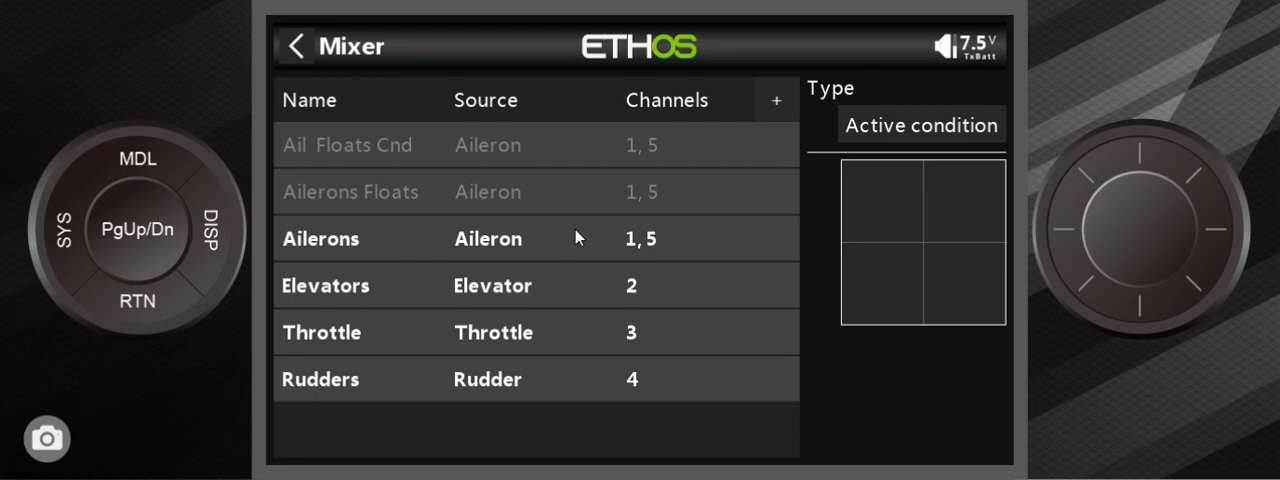 Mixer
ETHOS
7.5V
TxBatt
Name Source Channels +
Ail Floats Cnd Aileron 1, 5
Ailerons Floats Aileron 1, 5
Ailerons Aileron 1, 5
Elevators Elevator 2
Throttle Throttle 3
Rudders Rudder 4
Type
Active condition
MDL
SYS
PgUp/Dn
DISP
RTN